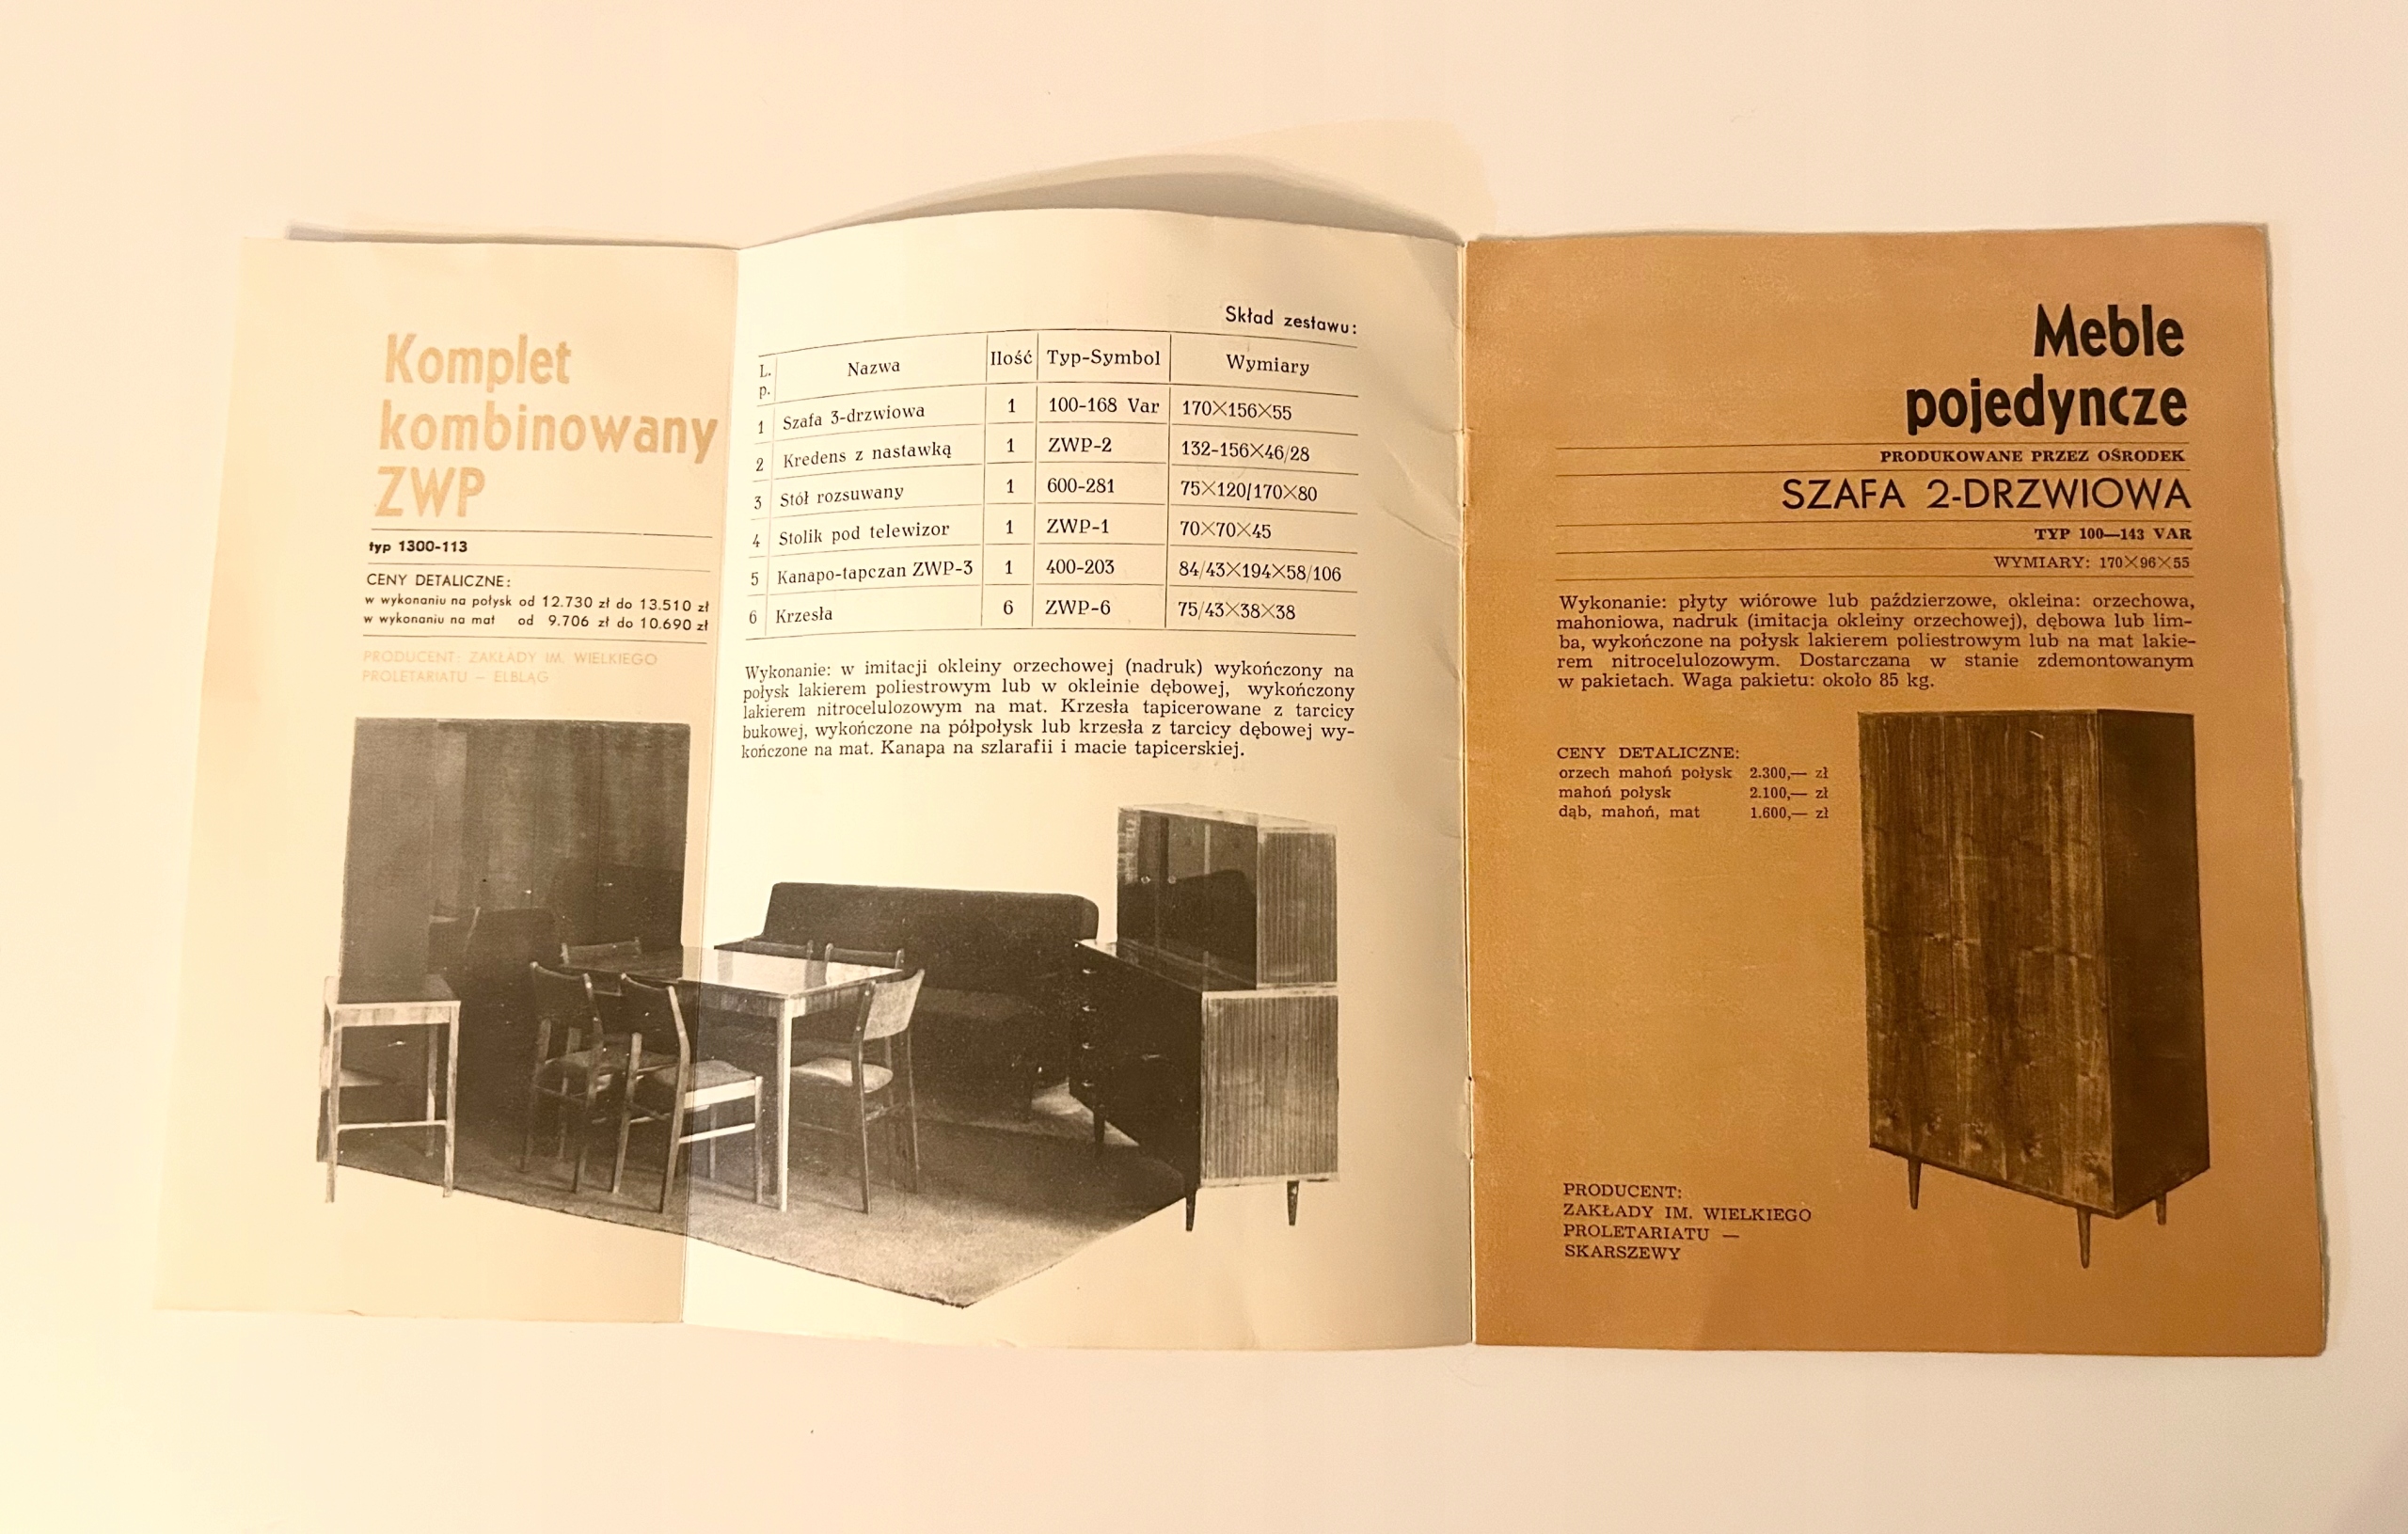 Komplet
kombinowany
ZWP
typ 1300-113
CENY DETALICZNE:
w wykonaniu na połysk od 12.730 zł do 13.510 zł
w wykonaniu na mat od 9.706 zł do 10.690 zł
PRODUCENT: ZAKŁADY IM. WIELKIEGO
PROLETARIATU — ELBLĄG
Skład zestawu:
L. p. Nazwa Ilość Typ-Symbol Wymiary
1 Szafa 3-drzwiowa 1 100-168 Var 170×156×55
2 Kredens z nastawką 1 ZWP-2 132-156×46/28
3 Stół rozsuwany 1 600-281 75×120/170×80
4 Stolik pod telewizor 1 ZWP-1 70×70×45
5 Kanapo-tapczan ZWP-3 1 400-203 84/43×194×58/106
6 Krzesła 6 ZWP-6 75/43×38×38
Wykonanie: w imitacji okleiny orzechowej (nadruk) wykończony na
połysk lakierem poliestrowym lub w okleinie dębowej, wykończony
lakierem nitrocelulozowym na mat. Krzesła tapicerowane z tarcicy
bukowej, wykończone na półpołysk lub krzesła z tarcicy dębowej wy-
kończone na mat. Kanapa na szlarafii i macie tapicerskiej.
Meble
pojedyncze
PRODUKOWANE PRZEZ OŚRODEK
SZAFA 2-DRZWIOWA
TYP 100—143 VAR
WYMIARY: 170×96×55
Wykonanie: płyty wiórowe lub paździerzowe, okleina: orzechowa,
mahoniowa, nadruk (imitacja okleiny orzechowej), dębowa lub lim-
ba, wykończone na połysk lakierem poliestrowym lub na mat lakie-
rem nitrocelulozowym. Dostarczana w stanie zdemontowanym
w pakietach. Waga pakietu: około 85 kg.
CENY DETALICZNE:
orzech mahoń połysk 2.300,— zł
mahoń połysk 2.100,— zł
dąb, mahoń, mat 1.600,— zł
PRODUCENT:
ZAKŁADY IM. WIELKIEGO
PROLETARIATU —
SKARSZEWY